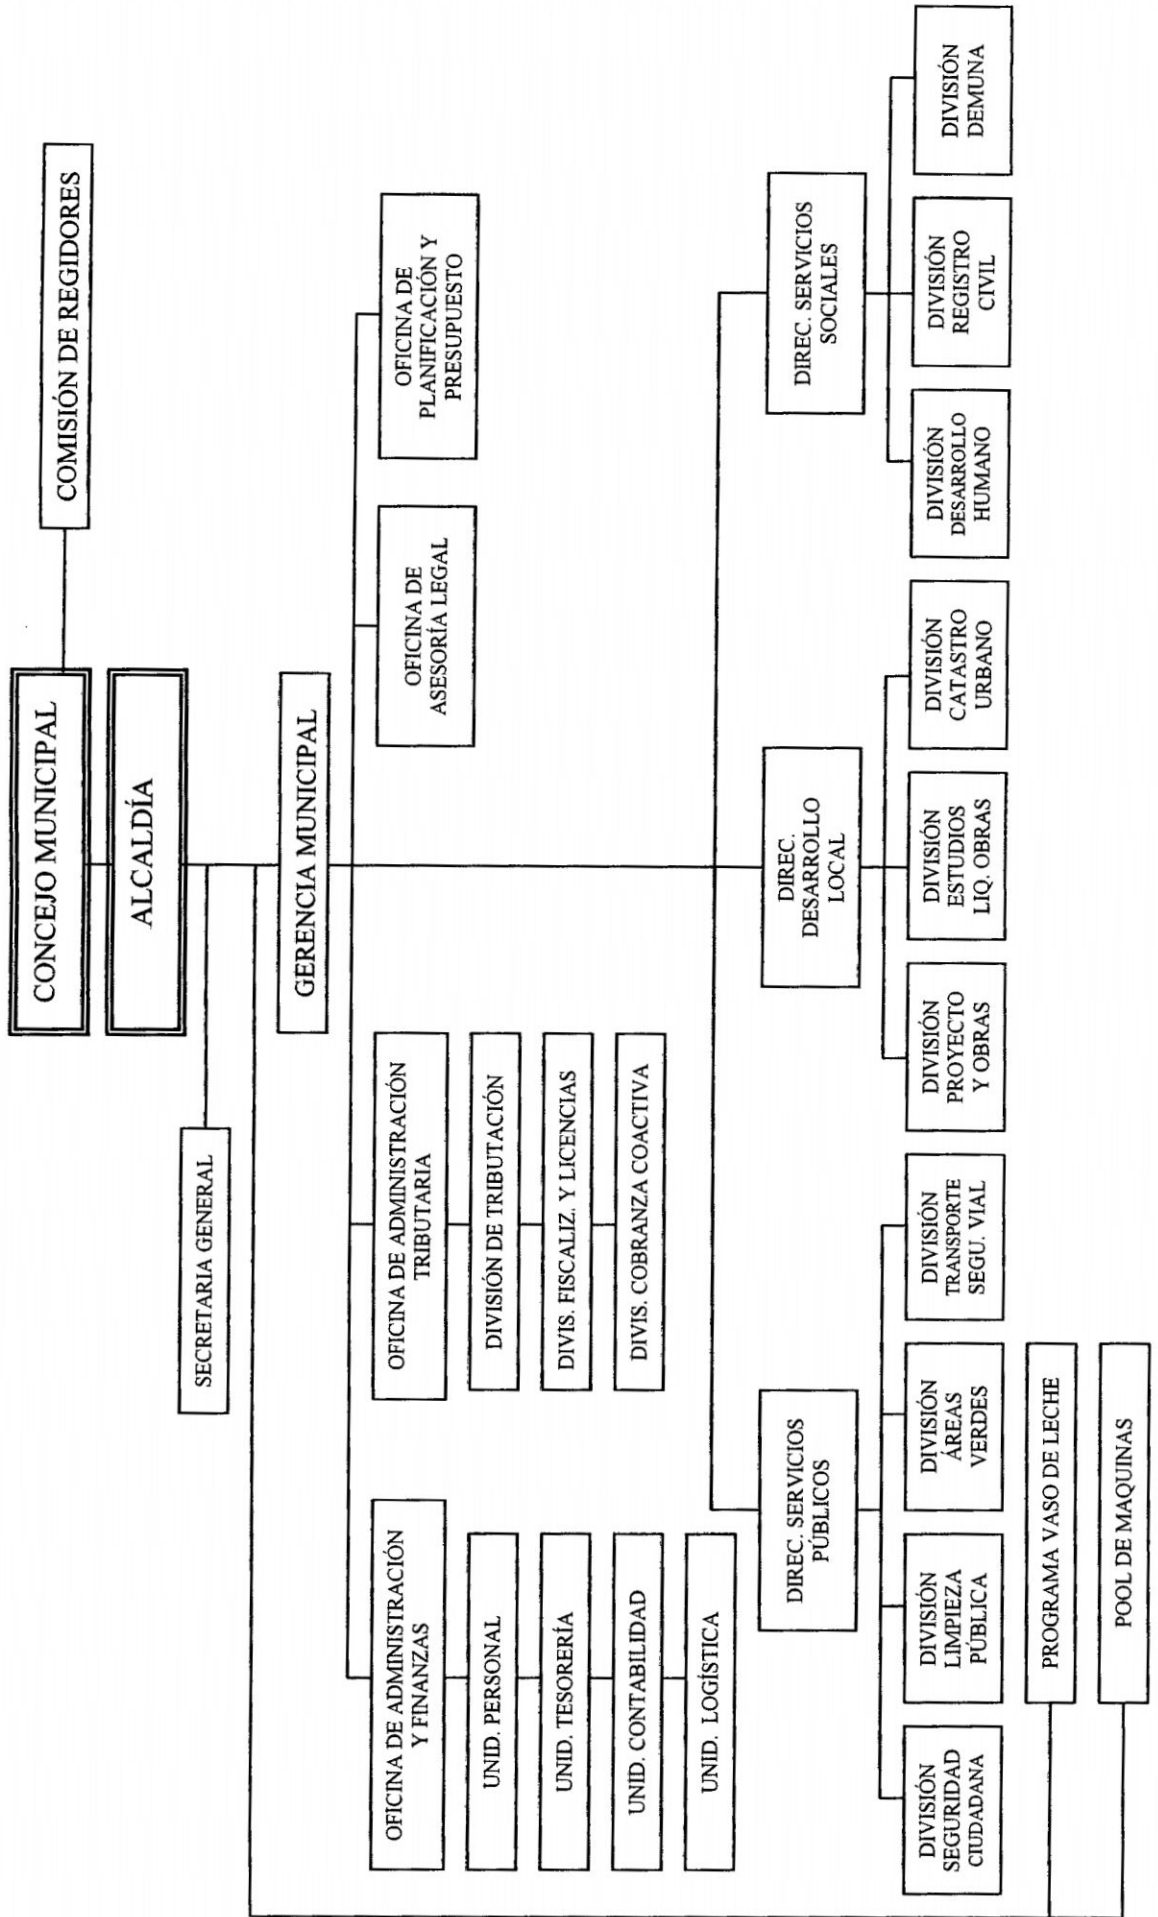 CONCEJO MUNICIPAL
COMISIÓN DE REGIDORES
ALCALDÍA
SECRETARIA GENERAL
GERENCIA MUNICIPAL
OFICINA DE ADMINISTRACIÓN
Y FINANZAS
UNID. PERSONAL
UNID. TESORERÍA
UNID. CONTABILIDAD
UNID. LOGÍSTICA
OFICINA DE ADMINISTRACIÓN
TRIBUTARIA
DIVISIÓN DE TRIBUTACIÓN
DIVIS. FISCALIZ. Y LICENCIAS
DIVIS. COBRANZA COACTIVA
OFICINA DE
ASESORÍA LEGAL
OFICINA DE
PLANIFICACIÓN Y
PRESUPUESTO
DIREC. SERVICIOS
PÚBLICOS
DIVISIÓN
SEGURIDAD
CIUDADANA
DIVISIÓN
LIMPIEZA
PÚBLICA
DIVISIÓN
ÁREAS
VERDES
DIVISIÓN
TRANSPORTE
SEGU. VIAL
DIREC.
DESARROLLO
LOCAL
DIVISIÓN
PROYECTO
Y OBRAS
DIVISIÓN
ESTUDIOS
LIQ. OBRAS
DIVISIÓN
CATASTRO
URBANO
DIREC. SERVICIOS
SOCIALES
DIVISIÓN
DESARROLLO
HUMANO
DIVISIÓN
REGISTRO
CIVIL
DIVISIÓN
DEMUNA
PROGRAMA VASO DE LECHE
POOL DE MAQUINAS